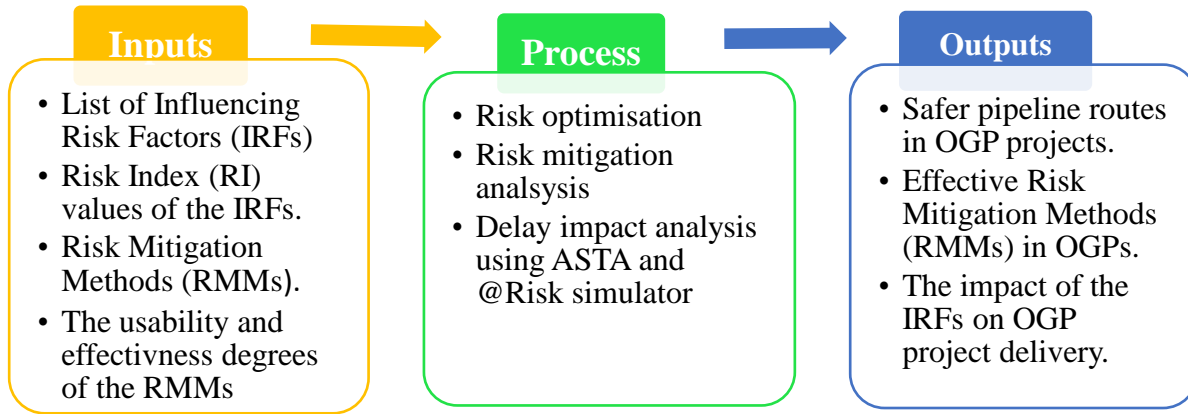 Inputs
• List of Influencing
Risk Factors (IRFs)
• Risk Index (RI)
values of the IRFs.
• Risk Mitigation
Methods (RMMs).
• The usability and
effectivness degrees
of the RMMs
Process
• Risk optimisation
• Risk mitigation
analsysis
• Delay impact analysis
using ASTA and
@Risk simulator
Outputs
• Safer pipeline routes
in OGP projects.
• Effective Risk
Mitigation Methods
(RMMs) in OGPs.
• The impact of the
IRFs on OGP
project delivery.